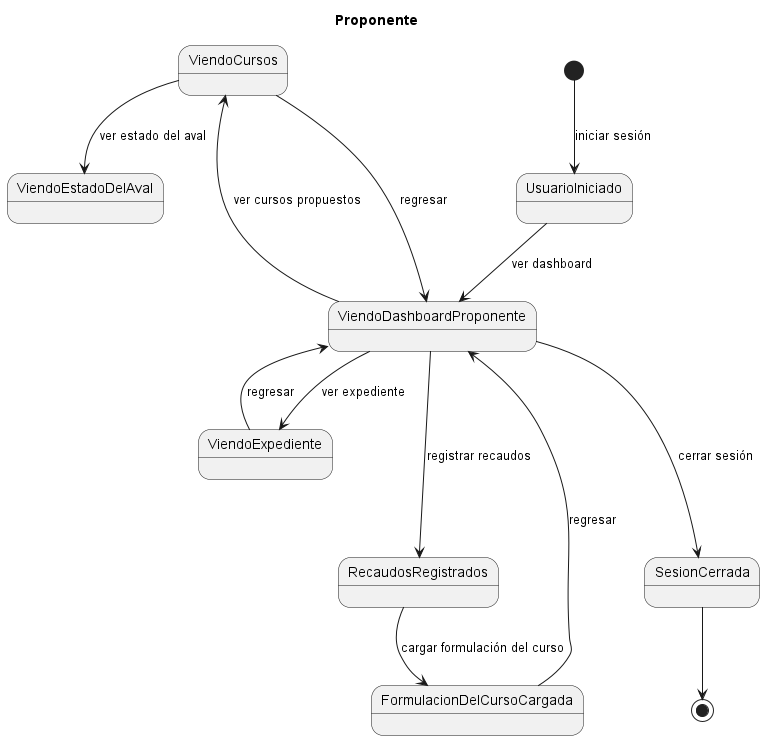 Proponente
ViendoCursos
ver estado del aval
iniciar sesión
ViendoEstadoDelAval
UsuarioIniciado
ver cursos propuestos
regresar
ver dashboard
ViendoDashboardProponente
regresar
ver expediente
ViendoExpediente
registrar recaudos
cerrar sesión
regresar
RecaudosRegistrados
SesionCerrada
cargar formulación del curso
FormulacionDelCursoCargada